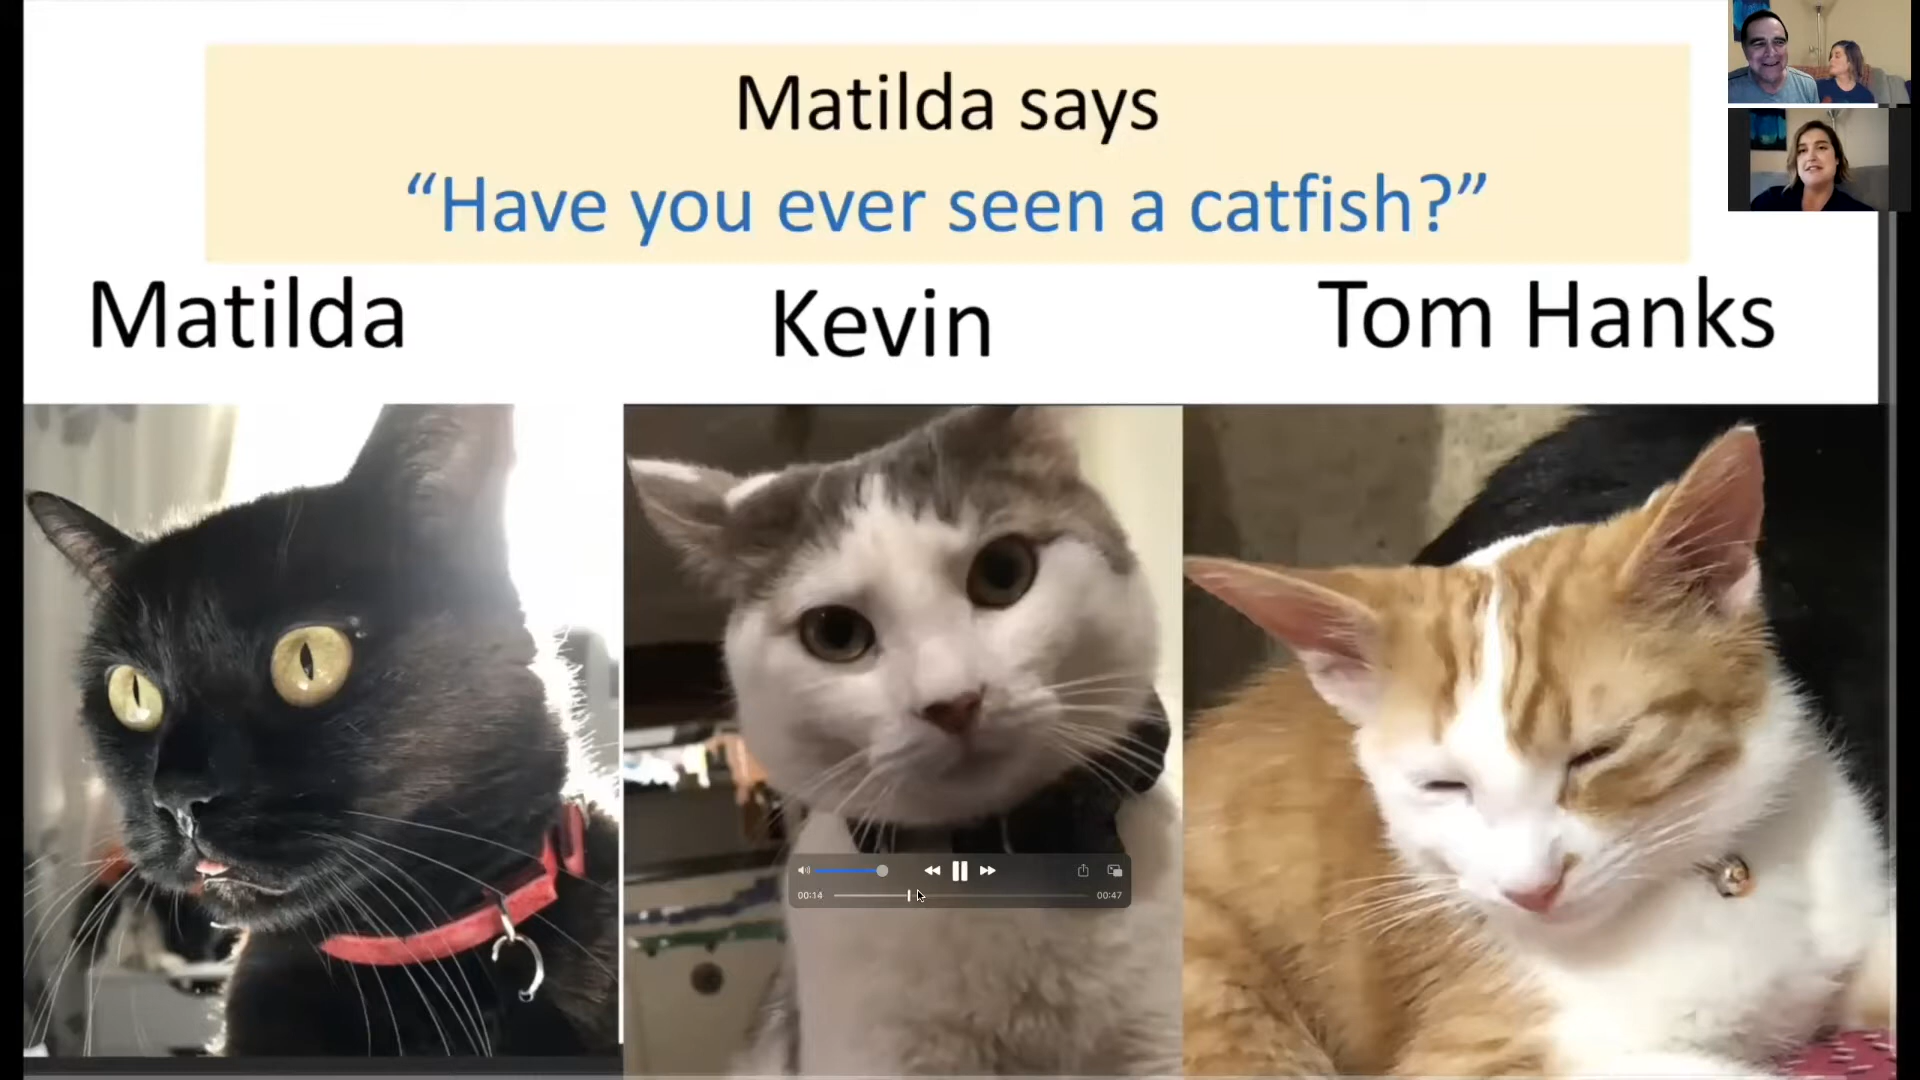 Matilda says
“Have you ever seen a catfish?”
Matilda
Kevin
Tom Hanks
00:14
00:47